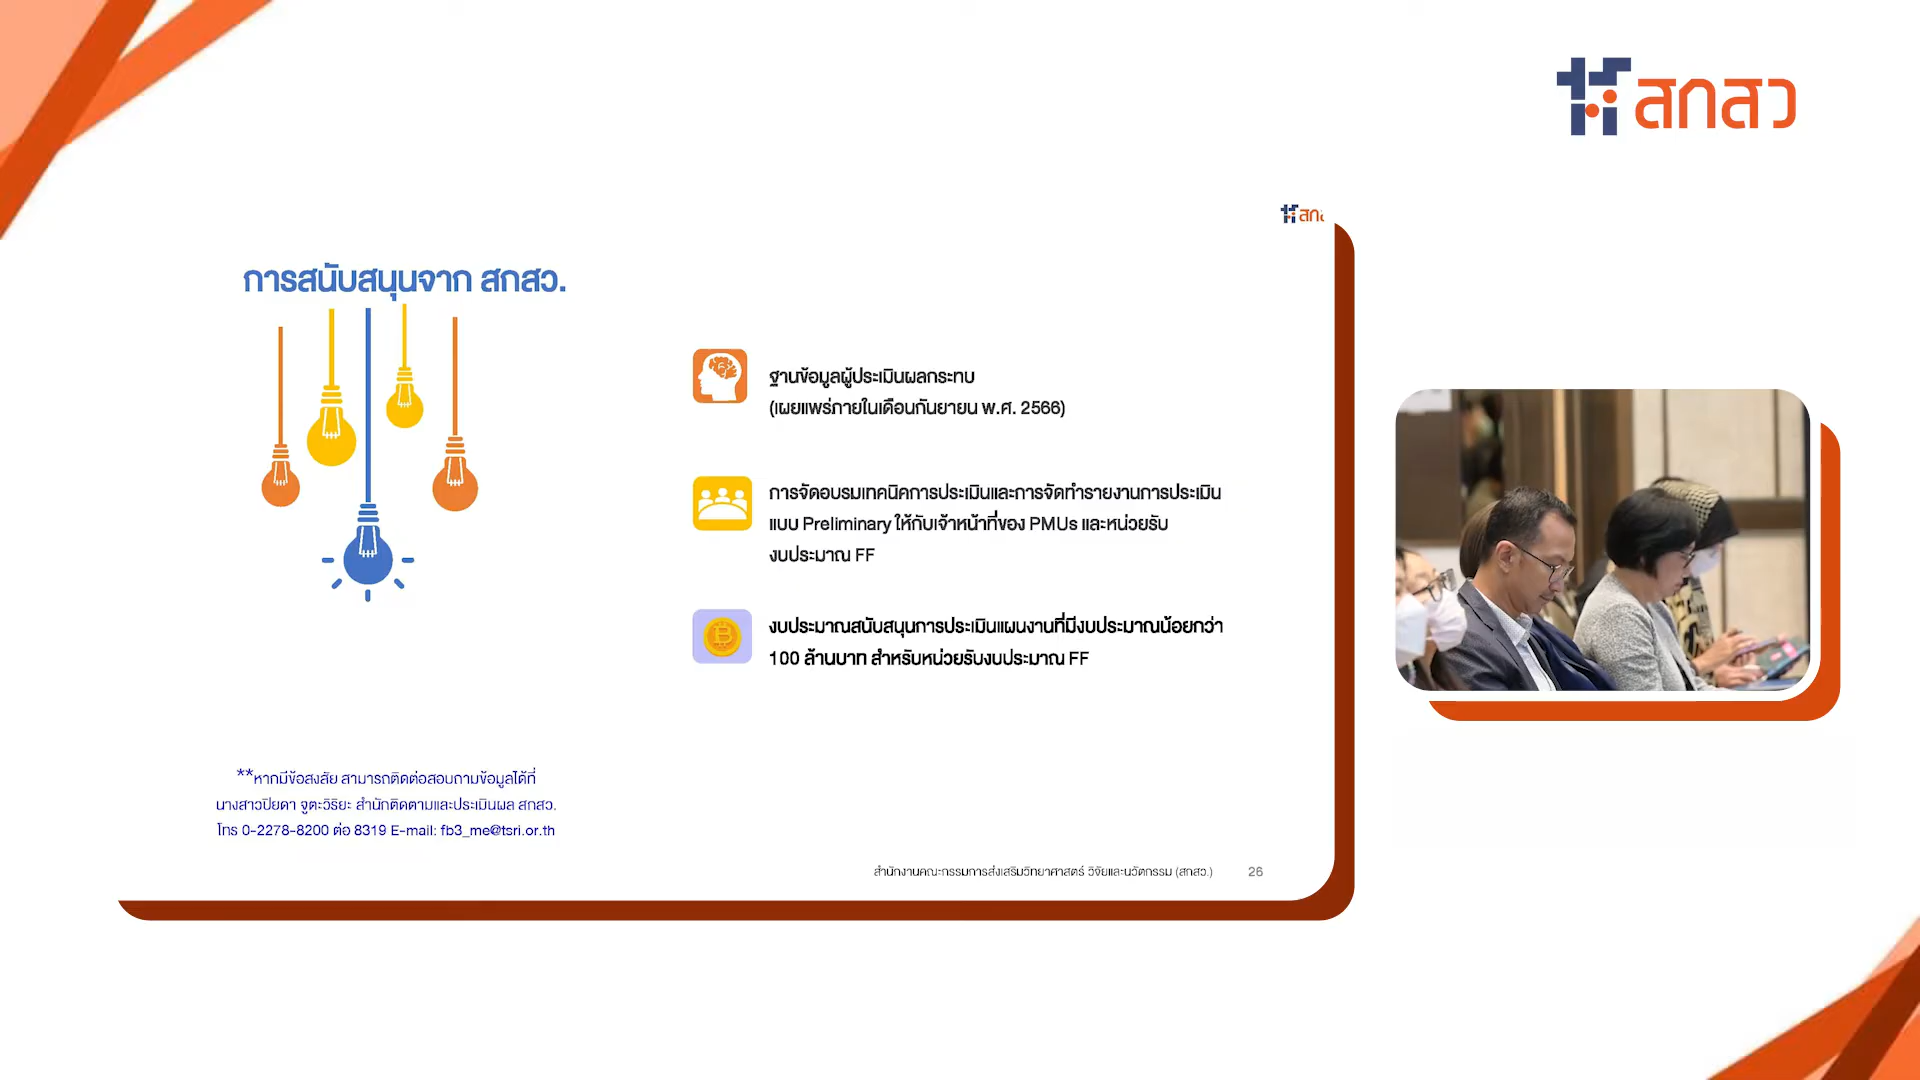 สกสว
สกส
การสนับสนุนจาก สกสว.
ฐานข้อมูลผู้ประเมินผลกระทบ
(เผยแพร่ภายในเดือนกันยายน พ.ศ. 2566)
การจัดอบรมเทคนิคการประเมินและการจัดทำรายงานการประเมิน
แบบ Preliminary ให้กับเจ้าหน้าที่ของ PMUs และหน่วยรับ
งบประมาณ FF
งบประมาณสนับสนุนการประเมินแผนงานที่มีงบประมาณน้อยกว่า
100 ล้านบาท สำหรับหน่วยรับงบประมาณ FF
**หากมีข้อสงสัย สามารถติดต่อสอบถามข้อมูลได้ที่
นางสาวปิยดา จูตะวิริยะ สำนักติดตามและประเมินผล สกสว.
โทร 0-2278-8200 ต่อ 8319 E-mail: fb3_me@tsri.or.th
สำนักงานคณะกรรมการส่งเสริมวิทยาศาสตร์ วิจัยและนวัตกรรม (สกสว.) 26